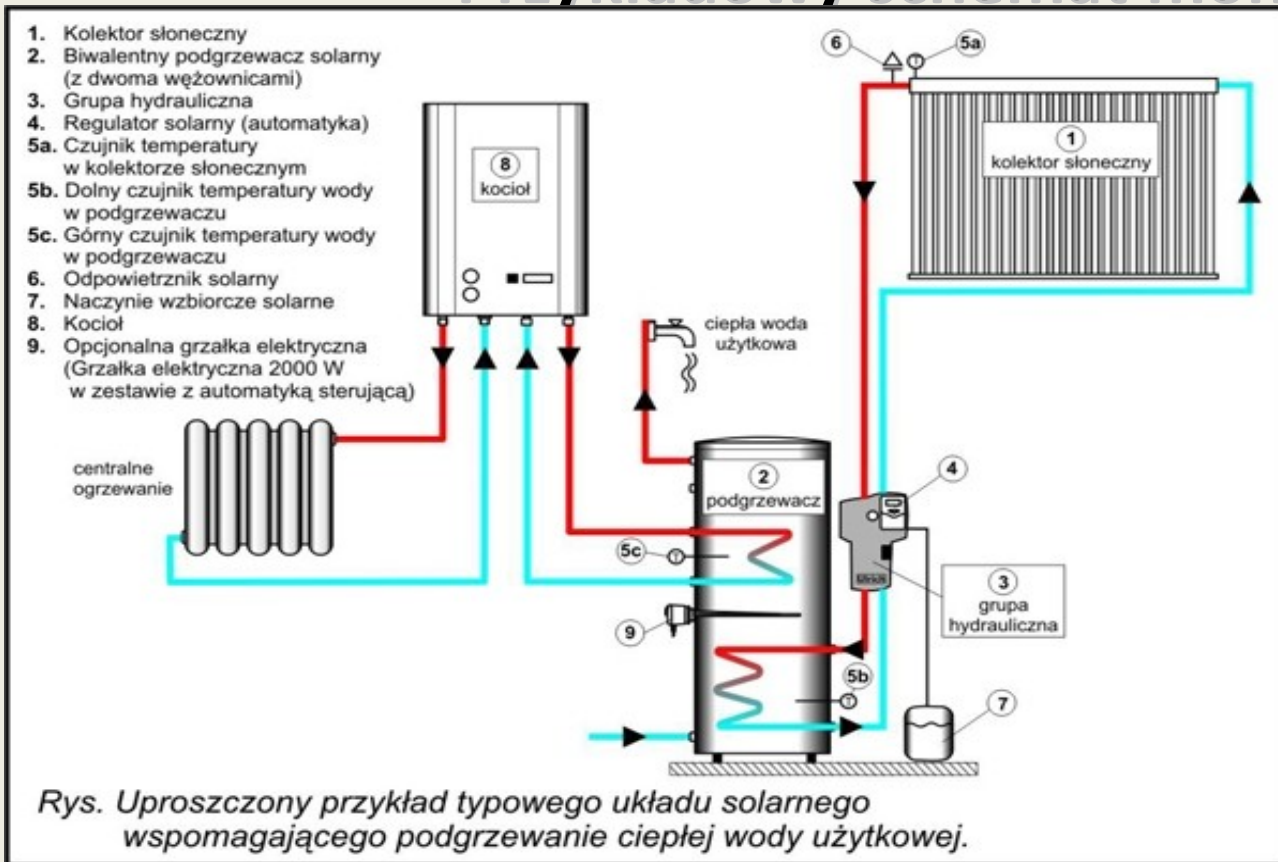 1. Kolektor słoneczny
2. Biwalentny podgrzewacz solarny
(z dwoma wężownicami)
3. Grupa hydrauliczna
4. Regulator solarny (automatyka)
5a. Czujnik temperatury
w kolektorze słonecznym
5b. Dolny czujnik temperatury wody
w podgrzewaczu
5c. Górny czujnik temperatury wody
w podgrzewaczu
6. Odpowietrznik solarny
7. Naczynie wzbiorcze solarne
8. Kocioł
9. Opcjonalna grzałka elektryczna
(Grzałka elektryczna 2000 W
w zestawie z automatyką sterującą)
8
kocioł
6
5a
T
1
kolektor słoneczny
ciepła woda
użytkowa
centralne
ogrzewanie
2
podgrzewacz
4
5c
T
3
grupa
hydrauliczna
9
5b
T
7
Rys. Uproszczony przykład typowego układu solarnego
wspomagającego podgrzewanie ciepłej wody użytkowej.